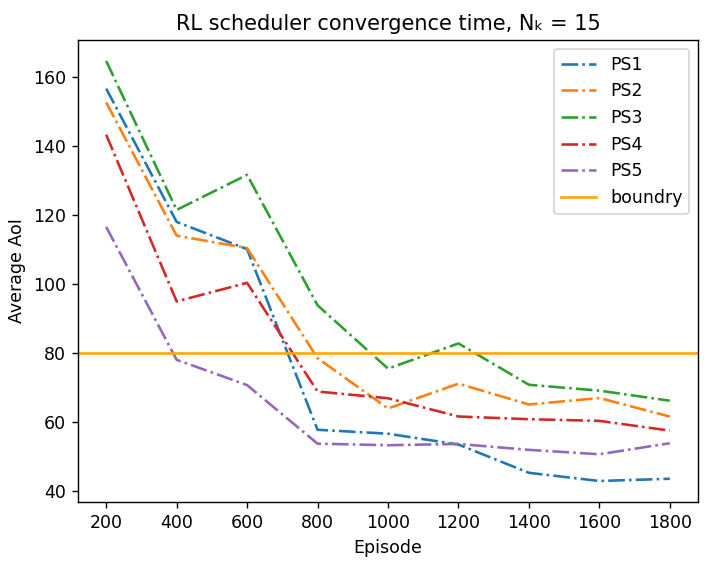 RL scheduler convergence time, Nₖ = 15
PS1
PS2
PS3
PS4
PS5
boundry
Average AoI
160
140
120
100
80
60
40
200 400 600 800 1000 1200 1400 1600 1800
Episode